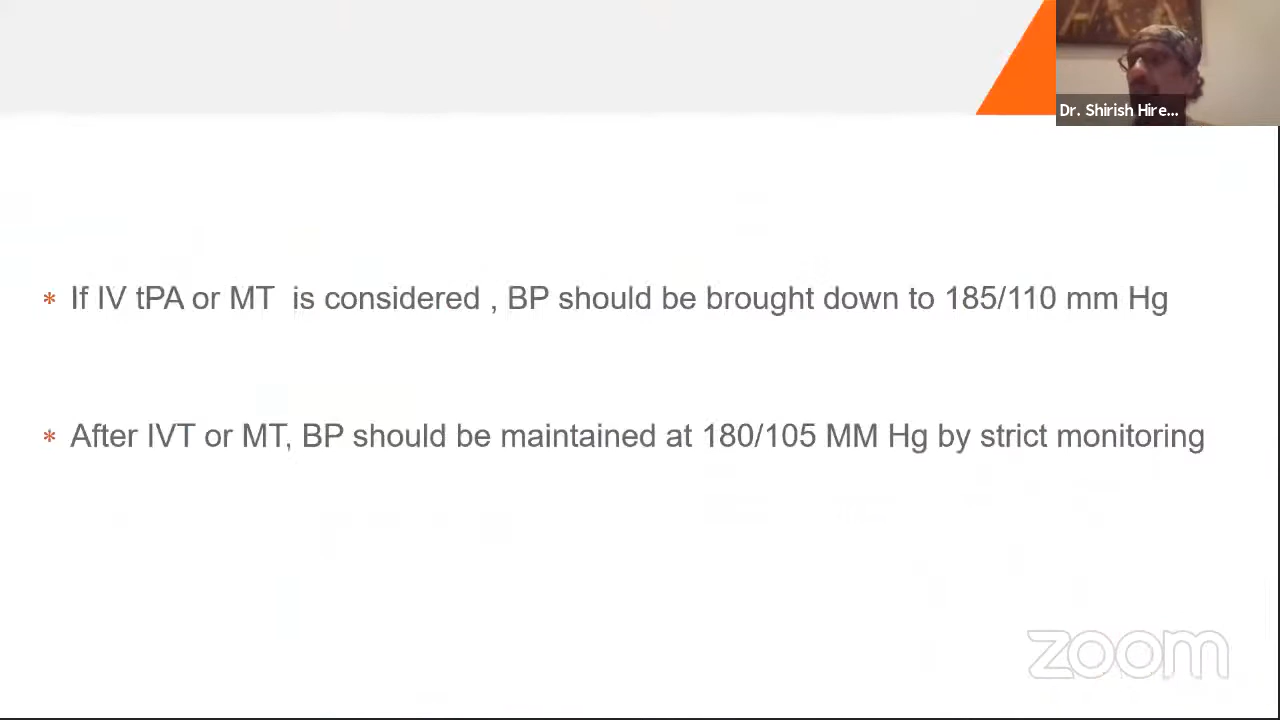 Dr. Shirish Hire...
* If IV tPA or MT is considered , BP should be brought down to 185/110 mm Hg
* After IVT or MT, BP should be maintained at 180/105 MM Hg by strict monitoring
zoom